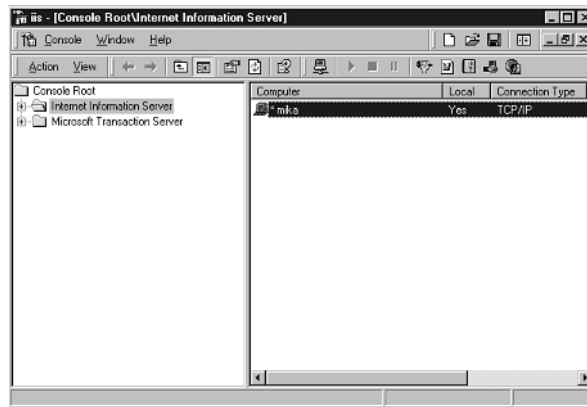 iis - [Console Root\Internet Information Server]
Console Window Help
Action View
Console Root
Internet Information Server
Microsoft Transaction Server
Computer Local Connection Type
* mika Yes TCP/IP